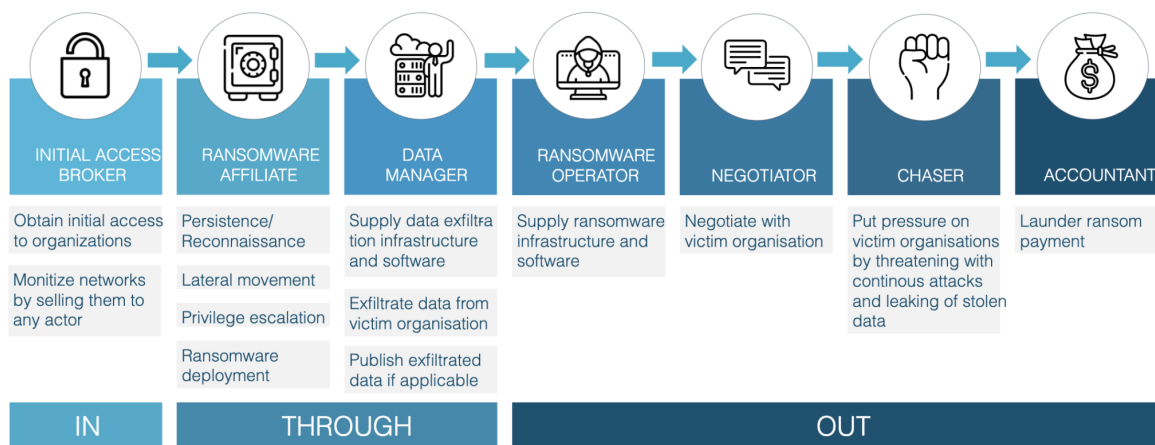 INITIAL ACCESS
BROKER
RANSOMWARE
AFFILIATE
DATA
MANAGER
RANSOMWARE
OPERATOR
NEGOTIATOR
CHASER
$
ACCOUNTANT
Obtain initial access
to organizations
Monitize networks
by selling them to
any actor
Persistence/
Reconnaissance
Lateral movement
Privilege escalation
Ransomware
deployment
Supply data exfiltra
tion infrastructure
and software
Exfiltrate data from
victim organisation
Publish exfiltrated
data if applicable
Supply ransomware
infrastructure and
software
Negotiate with
victim organisation
Put pressure on
victim organisations
by threatening with
continous attacks
and leaking of stolen
data
Launder ransom
payment
IN
THROUGH
OUT